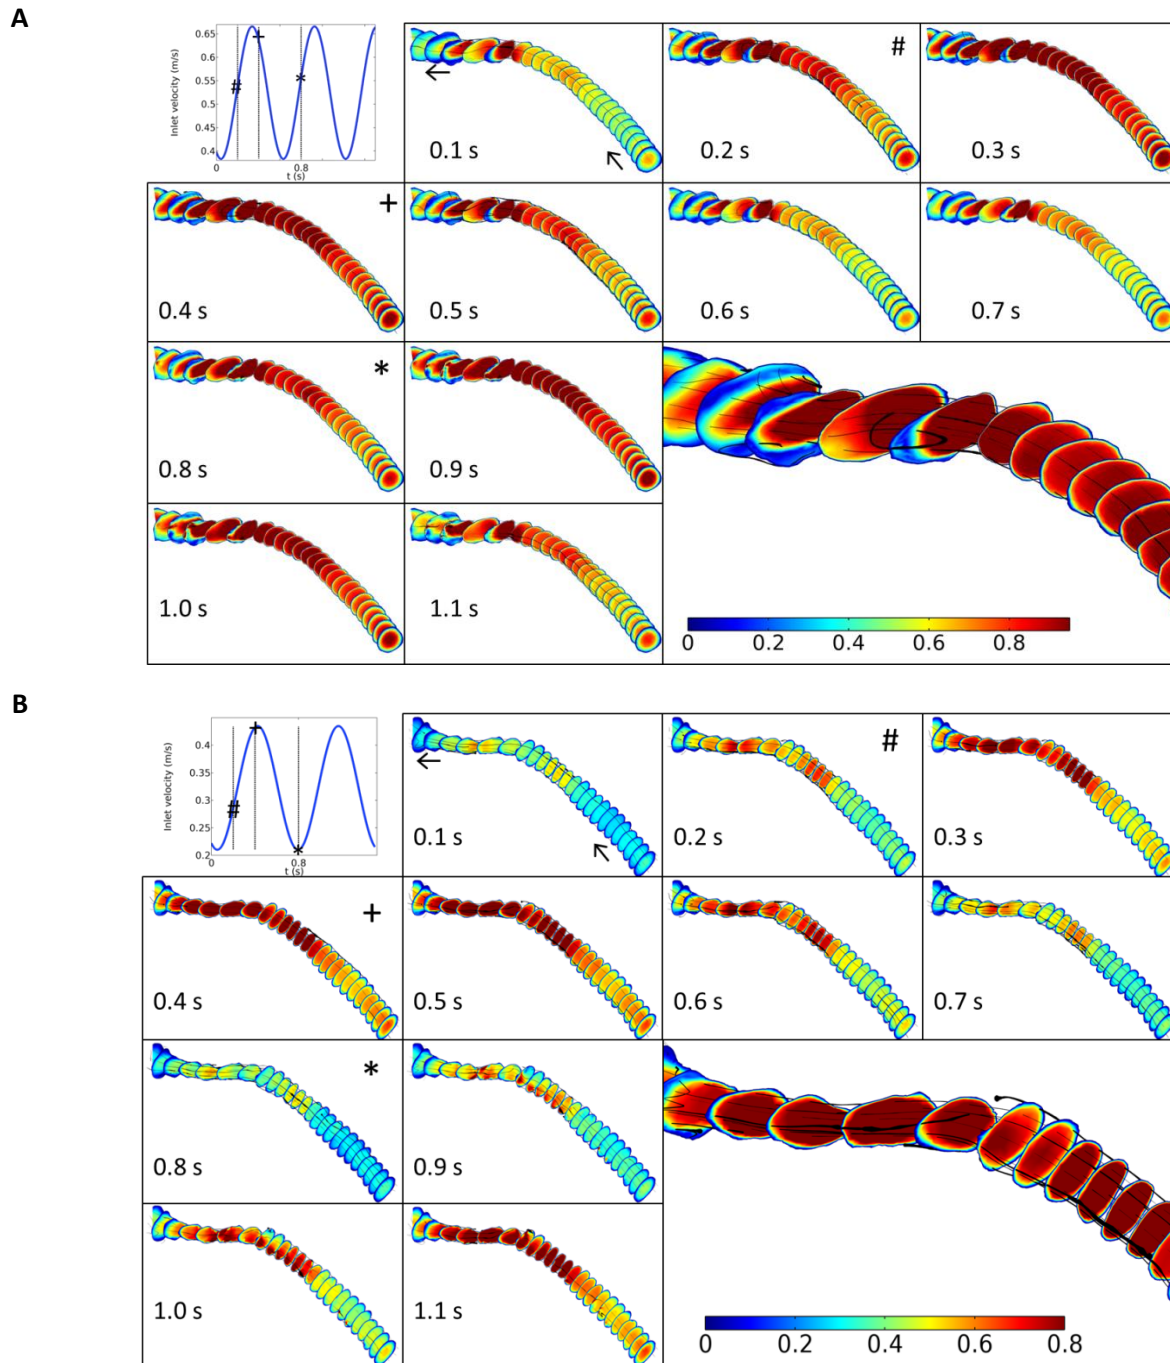 A
Inlet velocity (m/s)
0.65
0.6
0.55
0.5
0.45
0.4
0
0.8
t (s)
#
+
*
0.1 s
#
0.2 s
0.3 s
+
0.4 s
0.5 s
0.6 s
0.7 s
*
0.8 s
0.9 s
1.0 s
1.1 s
0 0.2 0.4 0.6 0.8
B
Inlet velocity (m/s)
0.4
0.35
0.3
0.25
0.2
0
0.8
t (s)
+
#
*
0.1 s
#
0.2 s
0.3 s
+
0.4 s
0.5 s
0.6 s
0.7 s
*
0.8 s
0.9 s
1.0 s
1.1 s
0 0.2 0.4 0.6 0.8